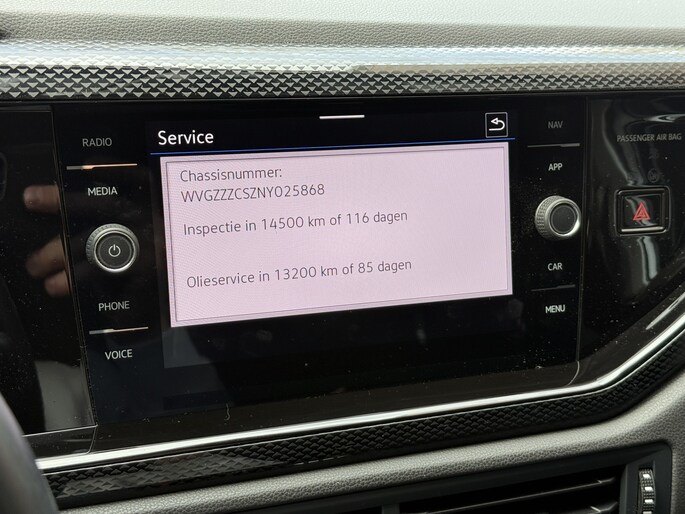 Service
Chassisnummer:
WVGZZZCSZNY025868
Inspectie in 14500 km of 116 dagen
Olieservice in 13200 km of 85 dagen
RADIO
MEDIA
PHONE
VOICE
NAV
APP
CAR
MENU
PASSENGER AIR BAG